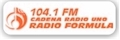 104.1 FM
CADENA RADIO UNO
RADIO FORMULA